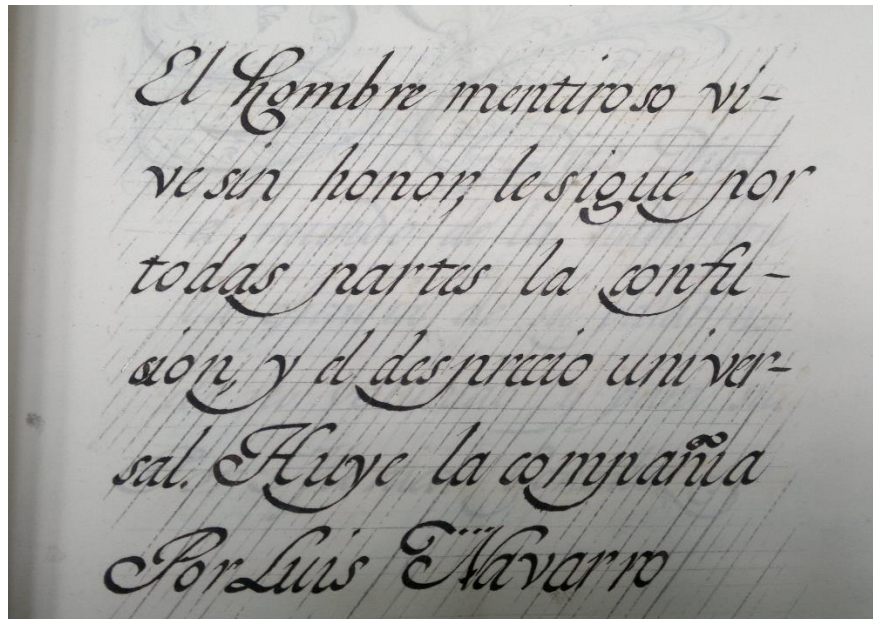 El hombre mentiroso vi-
ve sin honor, le sigue por
todas partes la confu-
sion, y el desprecio univer-
sal. Huye la compañia
Por Luis Navarro